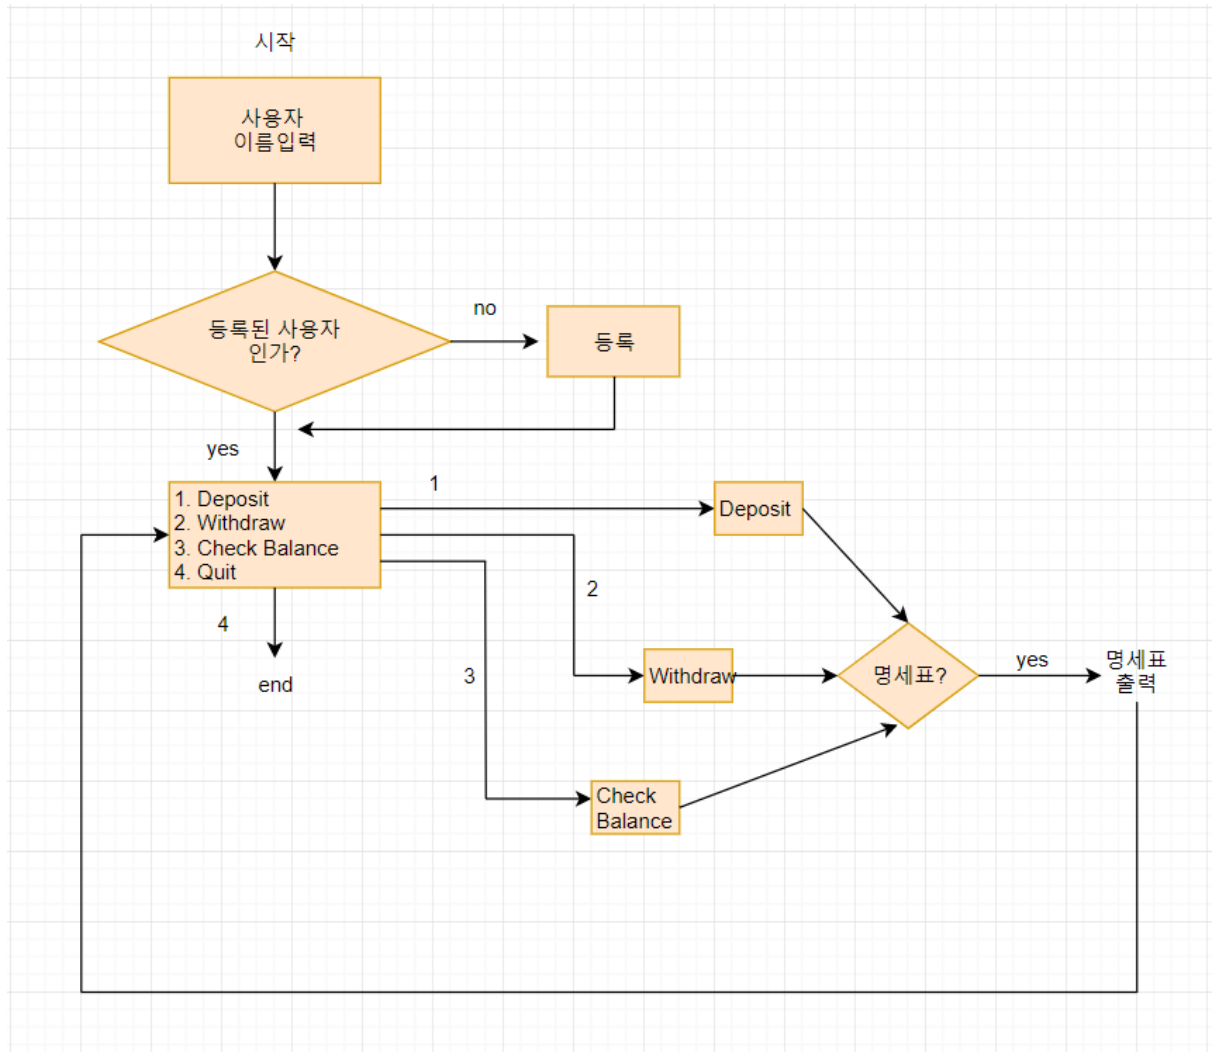 시작
사용자
이름입력
등록된 사용자
인가?
no
등록
yes
1. Deposit
2. Withdraw
3. Check Balance
4. Quit
1
Deposit
2
Withdraw
3
Check
Balance
4
end
명세표?
yes
명세표
출력